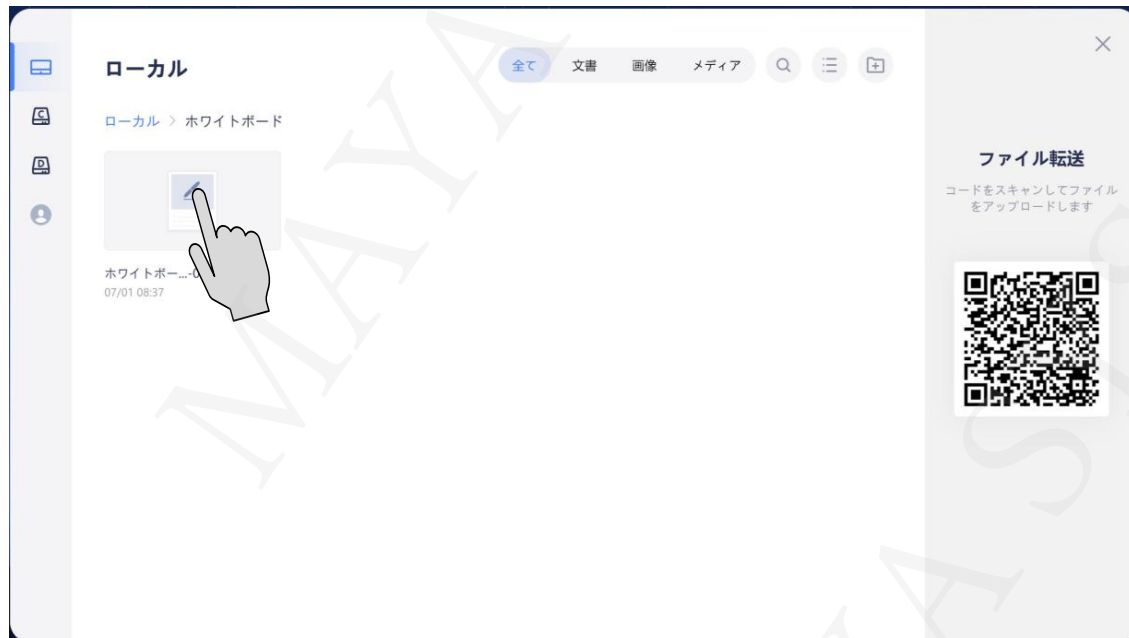 ローカル
全て 文書 画像 メディア
ローカル > ホワイトボード
ホワイトボー...-0
07/01 08:37
ファイル転送
コードをスキャンしてファイル
をアップロードします
C
D
MAYA